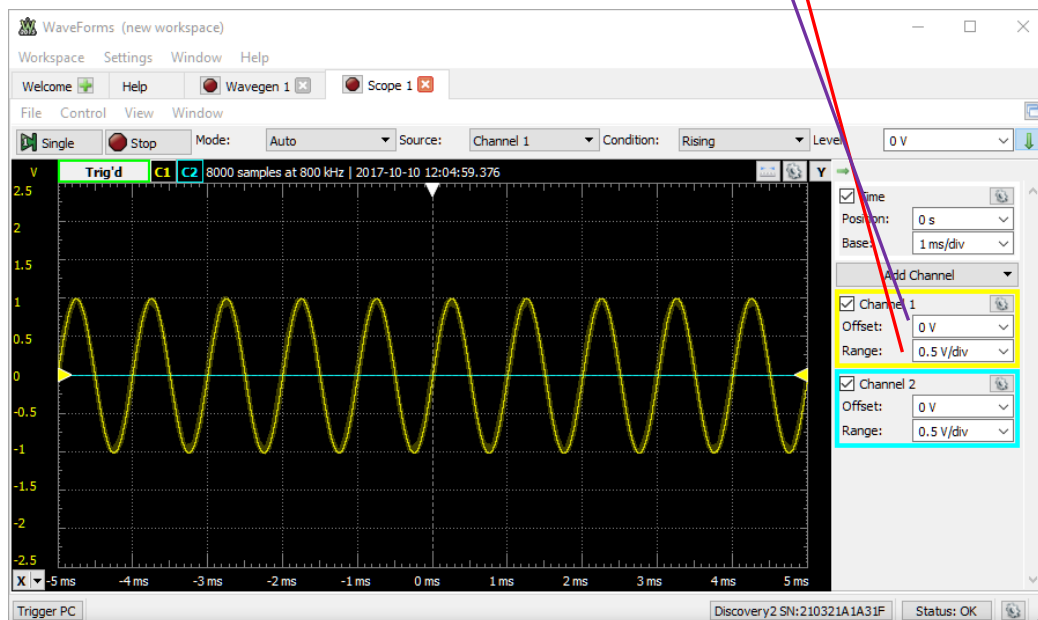 WaveForms (new workspace)
Workspace Settings Window Help
Welcome Help Wavegen 1 Scope 1
File Control View Window
Single Stop Mode: Auto Source: Channel 1 Condition: Rising Level 0 V
V Trig'd C1 C2 8000 samples at 800 kHz | 2017-10-10 12:04:59.376 Y
2.5
2
1.5
1
0.5
0
-0.5
-1
-1.5
-2
-2.5
X -5 ms -4 ms -3 ms -2 ms -1 ms 0 ms 1 ms 2 ms 3 ms 4 ms 5 ms
Time
Position: 0 s
Base: 1 ms/div
Add Channel
Channel 1
Offset: 0 V
Range: 0.5 V/div
Channel 2
Offset: 0 V
Range: 0.5 V/div
Trigger PC Discovery2 SN:210321A1A31F Status: OK